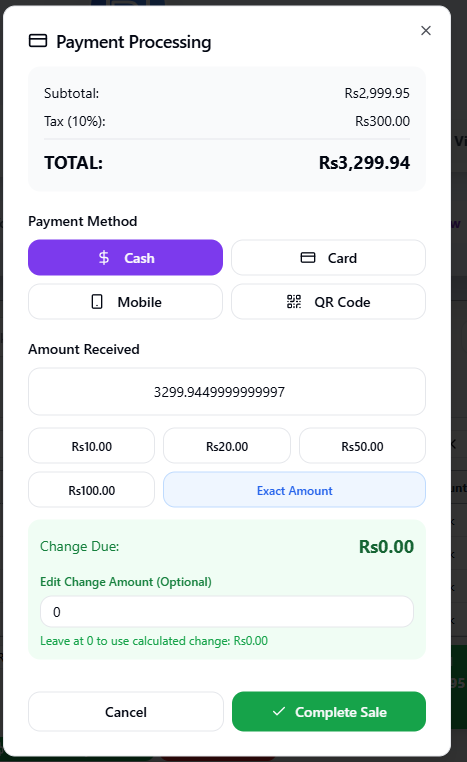 Payment Processing
Subtotal: Rs2,999.95
Tax (10%): Rs300.00
TOTAL: Rs3,299.94
Payment Method
Cash
Card
Mobile
QR Code
Amount Received
3299.9449999999997
Rs10.00
Rs20.00
Rs50.00
Rs100.00
Exact Amount
Change Due: Rs0.00
Edit Change Amount (Optional)
0
Leave at 0 to use calculated change: Rs0.00
Cancel
Complete Sale